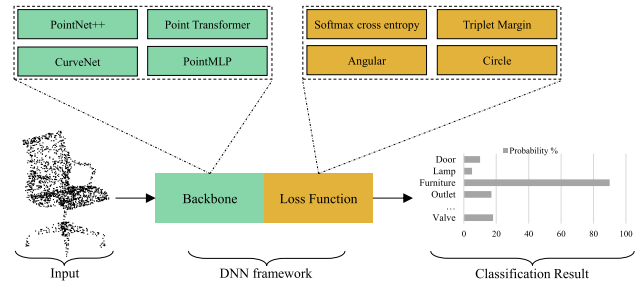 PointNet++
Point Transformer
CurveNet
PointMLP
Softmax cross entropy
Triplet Margin
Angular
Circle
Backbone
Loss Function
Probability %
Door
Lamp
Furniture
Outlet
...
Valve
0 20 40 60 80 100
Input
DNN framework
Classification Result